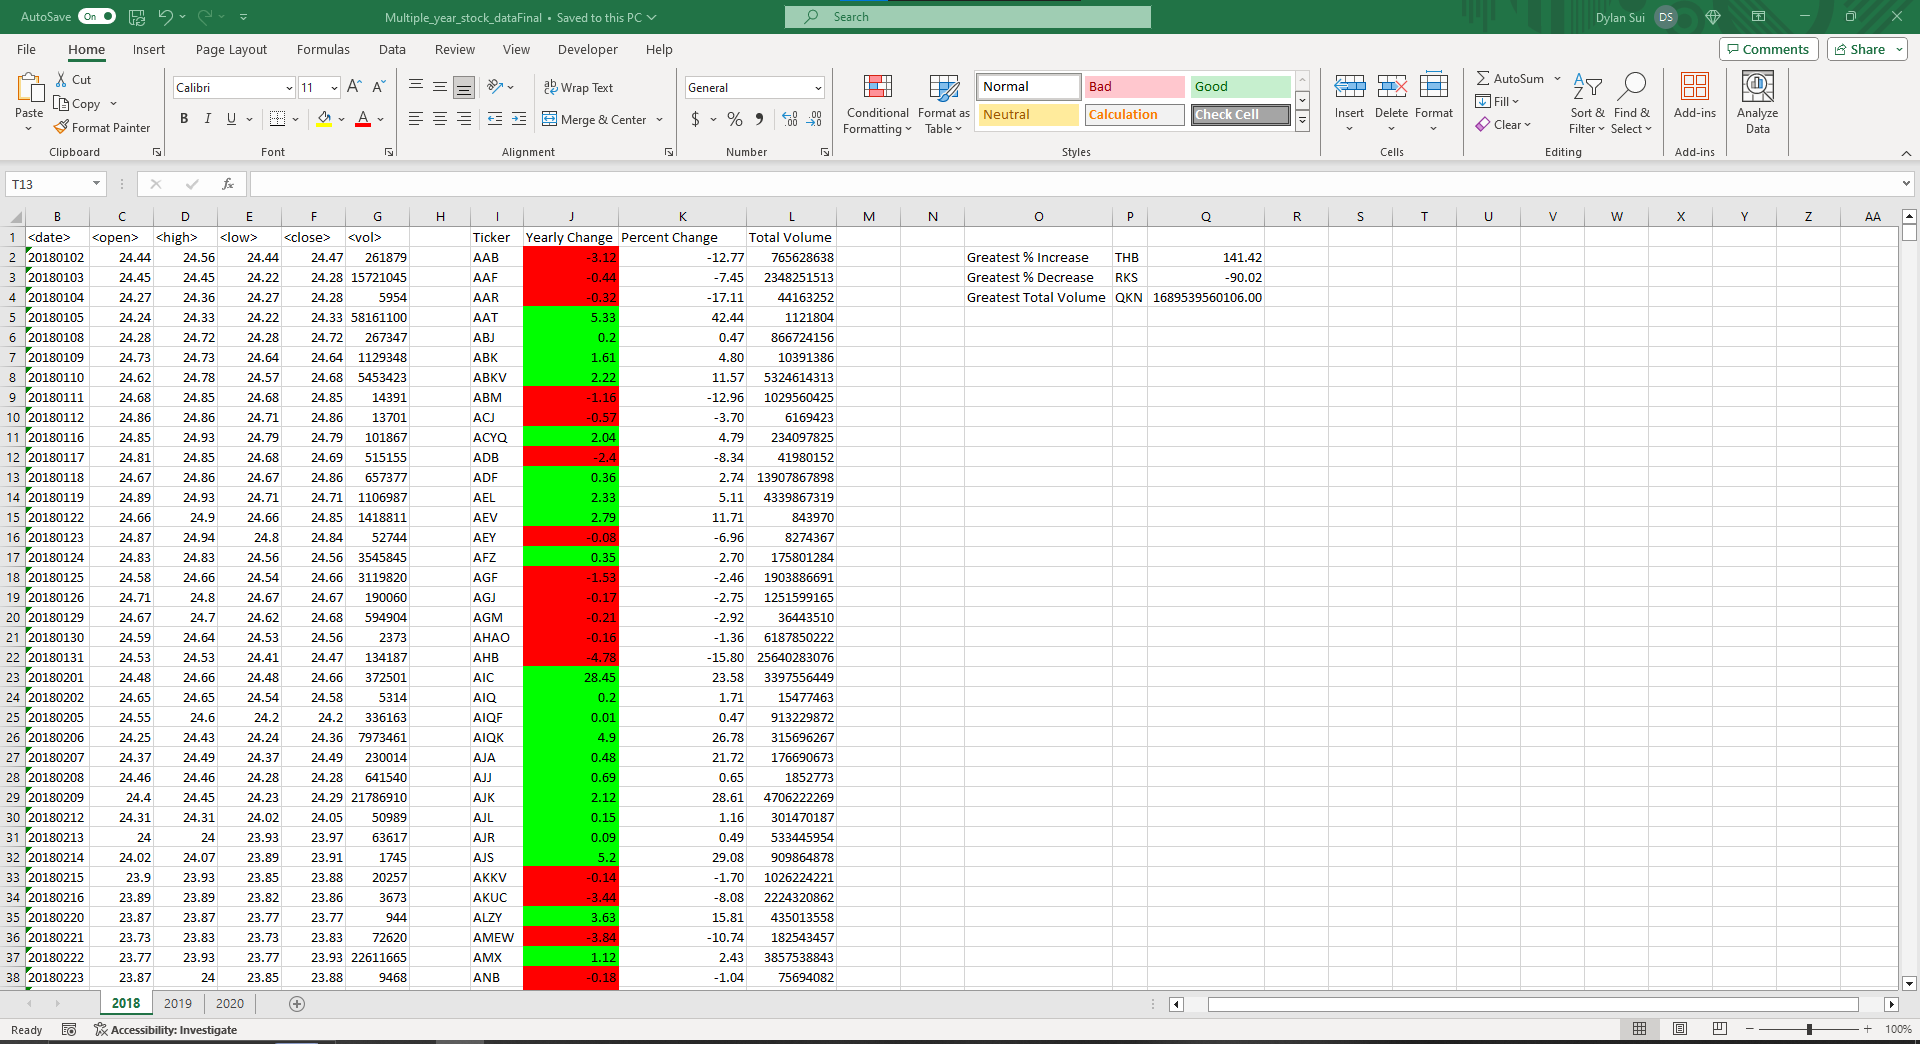 AutoSave On Multiple_year_stock_dataFinal • Saved to this PC Search Dylan Sui DS
File Home Insert Page Layout Formulas Data Review View Developer Help Comments Share
Paste Cut Copy Format Painter
Clipboard
Calibri 11 A A
B I U A
Font
Wrap Text
Merge & Center
Alignment
General
$ % 9
Number
Conditional Formatting Format as Table
Normal Bad Good
Neutral Calculation Check Cell
Styles
Insert Delete Format
Cells
AutoSum
Fill
Clear
Sort & Filter Find & Select
Editing
Add-ins
Add-ins
Analyze Data
T13 fx
B C D E F G H I J K L M N O P Q R S T U V W X Y Z AA
1 <date> <open> <high> <low> <close> <vol> Ticker Yearly Change Percent Change Total Volume
2 20180102 24.44 24.56 24.44 24.47 261879 AAB -3.12 -12.77 765628638 Greatest % Increase THB 141.42
3 20180103 24.45 24.45 24.22 24.28 15721045 AAF -0.44 -7.45 2348251513 Greatest % Decrease RKS -90.02
4 20180104 24.27 24.36 24.27 24.28 5954 AAR -0.32 -17.11 44163252 Greatest Total Volume QKN 1689539560106.00
5 20180105 24.24 24.33 24.22 24.33 58161100 AAT 5.33 42.44 1121804
6 20180108 24.28 24.72 24.28 24.72 267347 ABJ 0.2 0.47 866724156
7 20180109 24.73 24.73 24.64 24.64 1129348 ABK 1.61 4.80 10391386
8 20180110 24.62 24.78 24.57 24.68 5453423 ABKV 2.22 11.57 5324614313
9 20180111 24.68 24.85 24.68 24.85 14391 ABM -1.16 -12.96 1029560425
10 20180112 24.86 24.86 24.71 24.86 13701 ACJ -0.57 -3.70 6169423
11 20180116 24.85 24.93 24.79 24.79 101867 ACYQ 2.04 4.79 234097825
12 20180117 24.81 24.85 24.68 24.69 515155 ADB -2.4 -8.34 41980152
13 20180118 24.67 24.86 24.67 24.86 657377 ADF 0.36 2.74 13907867898
14 20180119 24.89 24.93 24.71 24.71 1106987 AEL 2.33 5.11 4339867319
15 20180122 24.66 24.9 24.66 24.85 1418811 AEV 2.79 11.71 843970
16 20180123 24.87 24.94 24.8 24.84 52744 AEY -0.08 -6.96 8274367
17 20180124 24.83 24.83 24.56 24.56 3545845 AFZ 0.35 2.70 175801284
18 20180125 24.58 24.66 24.54 24.66 3119820 AGF -1.53 -2.46 1903886691
19 20180126 24.71 24.8 24.67 24.67 190060 AGJ -0.17 -2.75 1251599165
20 20180129 24.67 24.7 24.62 24.68 594904 AGM -0.21 -2.92 36443510
21 20180130 24.59 24.64 24.53 24.56 2373 AHAO -0.16 -1.36 6187850222
22 20180131 24.53 24.53 24.41 24.47 134187 AHB -4.78 -15.80 25640283076
23 20180201 24.48 24.66 24.48 24.66 372501 AIC 28.45 23.58 3397556449
24 20180202 24.65 24.65 24.54 24.58 5314 AIQ 0.2 1.71 15477463
25 20180205 24.55 24.6 24.2 24.2 336163 AIQF 0.01 0.47 913229872
26 20180206 24.25 24.43 24.24 24.36 7973461 AIQK 4.9 26.78 315696267
27 20180207 24.37 24.49 24.37 24.49 230014 AJA 0.48 21.72 176690673
28 20180208 24.46 24.46 24.28 24.28 641540 AJJ 0.69 0.65 1852773
29 20180209 24.4 24.45 24.23 24.29 21786910 AJK 2.12 28.61 4706222269
30 20180212 24.31 24.31 24.02 24.05 50989 AJL 0.15 1.16 301470187
31 20180213 24 24 23.93 23.97 63617 AJR 0.09 0.49 533445954
32 20180214 24.02 24.07 23.89 23.91 1745 AJS 5.2 29.08 909864878
33 20180215 23.9 23.93 23.85 23.88 20257 AKKV -0.14 -1.70 1026224221
34 20180216 23.89 23.89 23.82 23.86 3673 AKUC -3.44 -8.08 2224320862
35 20180220 23.87 23.87 23.77 23.77 944 ALZY 3.63 15.81 435013558
36 20180221 23.73 23.83 23.73 23.83 72620 AMEW -3.84 -10.74 182543457
37 20180222 23.77 23.93 23.77 23.93 22611665 AMX 1.12 2.43 3857538843
38 20180223 23.87 24 23.85 23.88 9468 ANB -0.18 -1.04 75694082
2018 2019 2020
Ready Accessibility: Investigate 100%